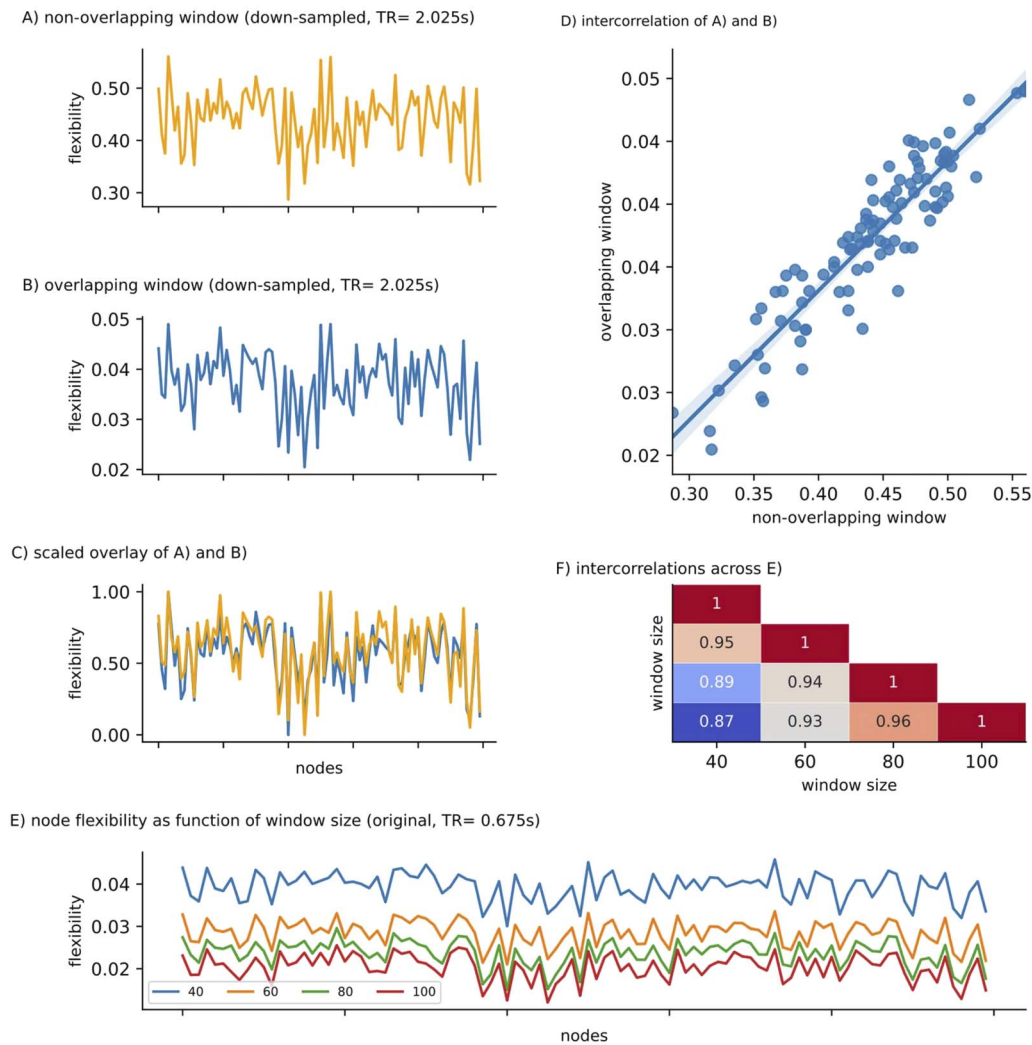 A) non-overlapping window (down-sampled, TR= 2.025s)
flexibility
0.50
0.40
0.30
B) overlapping window (down-sampled, TR= 2.025s)
flexibility
0.05
0.04
0.03
0.02
C) scaled overlay of A) and B)
flexibility
1.00
0.50
0.00
nodes
D) intercorrelation of A) and B)
overlapping window
0.05
0.04
0.04
0.04
0.03
0.03
0.02
0.30 0.35 0.40 0.45 0.50 0.55
non-overlapping window
F) intercorrelations across E)
window size
1
0.95 1
0.89 0.94 1
0.87 0.93 0.96 1
40 60 80 100
window size
E) node flexibility as function of window size (original, TR= 0.675s)
flexibility
0.04
0.03
0.02
40 60 80 100
nodes